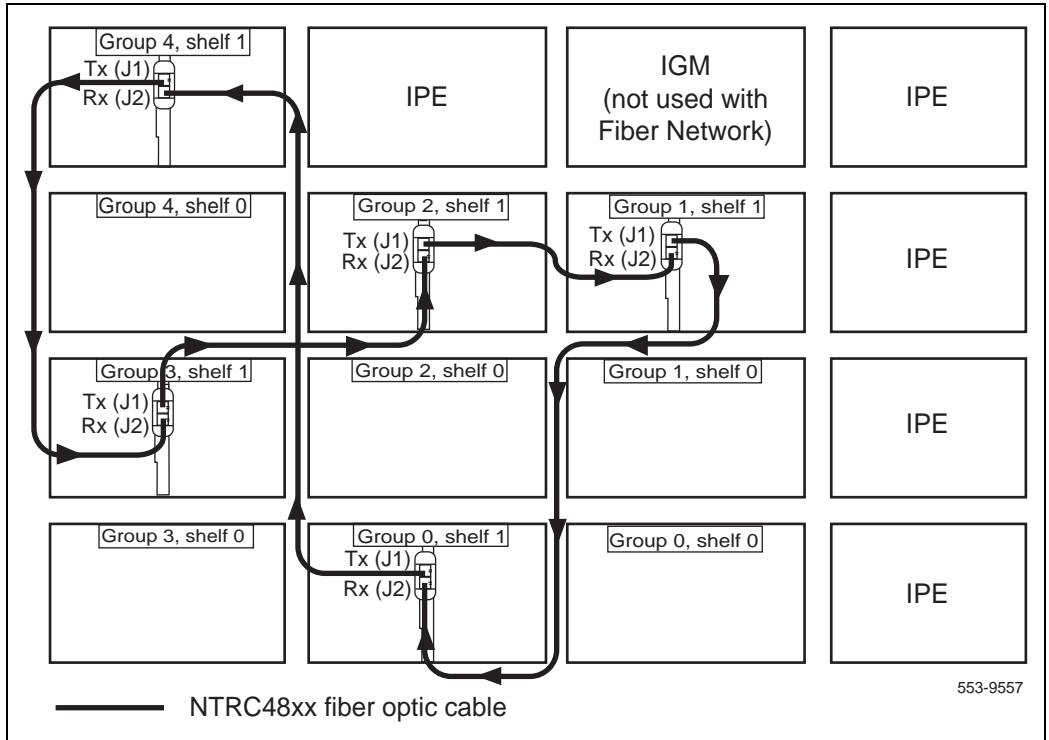 Group 4, shelf 1
Tx (J1)
Rx (J2)
IPE
IGM
(not used with
Fiber Network)
IPE
Group 4, shelf 0
Group 2, shelf 1
Tx (J1)
Rx (J2)
Group 1, shelf 1
Tx (J1)
Rx (J2)
IPE
Group 3, shelf 1
Tx (J1)
Rx (J2)
Group 2, shelf 0
Group 1, shelf 0
IPE
Group 3, shelf 0
Group 0, shelf 1
Tx (J1)
Rx (J2)
Group 0, shelf 0
IPE
553-9557
NTRC48xx fiber optic cable